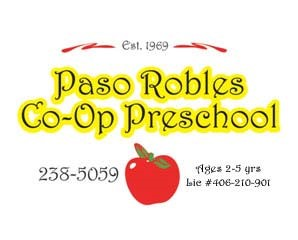 Est. 1969
Paso Robles
Co-Op Preschool
238-5059
Ages 2-5 yrs
Lic #406-210-901